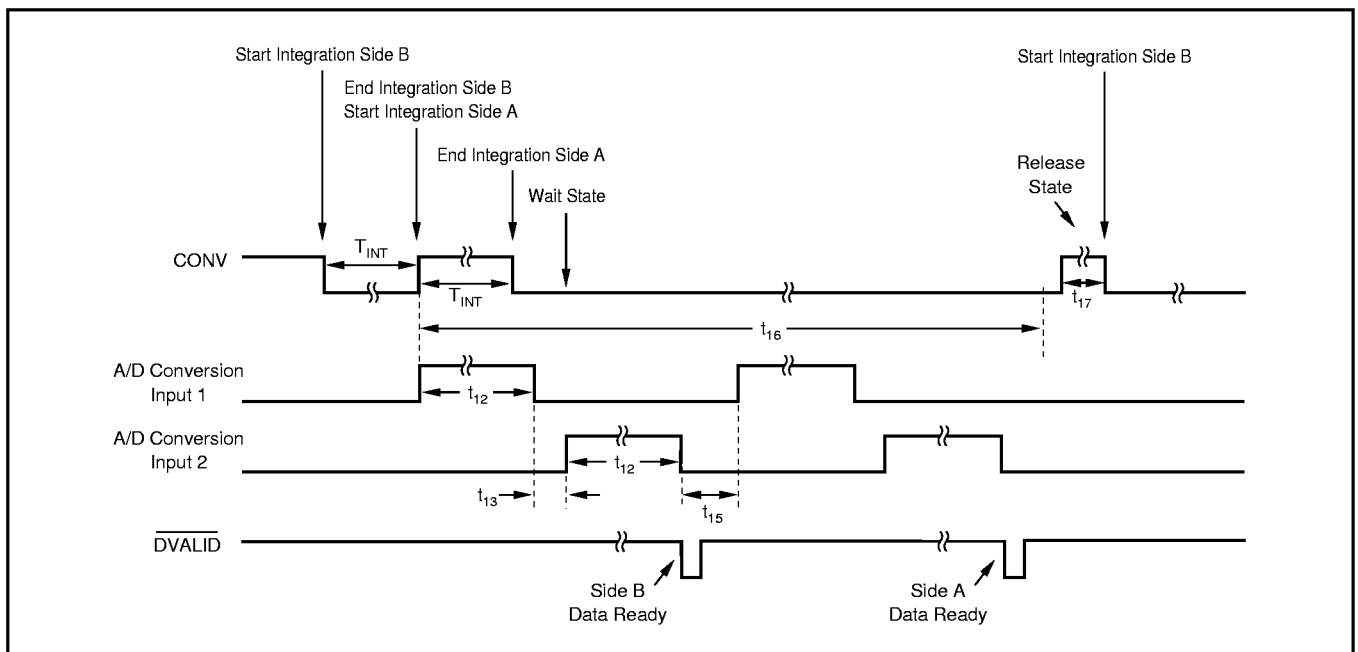 Start Integration Side B
Start Integration Side B
End Integration Side B
Start Integration Side A
End Integration Side A
Release
State
Wait State
CONV
T_INT
T_INT
t_17
t_16
A/D Conversion
Input 1
t_12
A/D Conversion
Input 2
t_12
t_13
t_15
DVALID
Side B
Data Ready
Side A
Data Ready